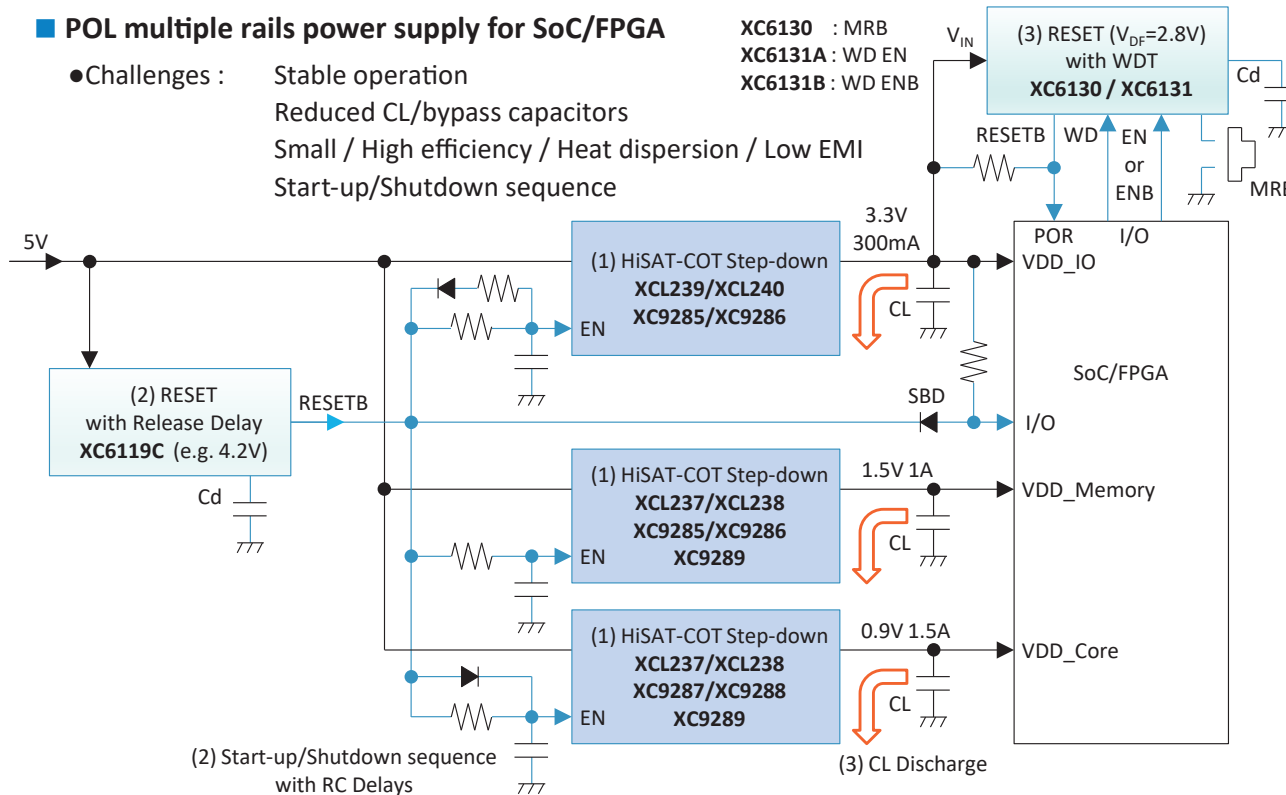 ■ POL multiple rails power supply for SoC/FPGA
●Challenges : Stable operation
Reduced CL/bypass capacitors
Small / High efficiency / Heat dispersion / Low EMI
Start-up/Shutdown sequence
XC6130 : MRB
XC6131A : WD EN
XC6131B : WD ENB
VIN
(3) RESET (VDF=2.8V)
with WDT
XC6130 / XC6131
Cd
RESETB
WD
EN
or
ENB
MRB
5V
(1) HiSAT-COT Step-down
XCL239/XCL240
XC9285/XC9286
EN
3.3V
300mA
CL
POR
I/O
VDD_IO
SoC/FPGA
(2) RESET
with Release Delay
XC6119C (e.g. 4.2V)
RESETB
Cd
SBD
I/O
(1) HiSAT-COT Step-down
XCL237/XCL238
XC9285/XC9286
XC9289
EN
1.5V 1A
CL
VDD_Memory
(1) HiSAT-COT Step-down
XCL237/XCL238
XC9287/XC9288
XC9289
EN
0.9V 1.5A
CL
VDD_Core
(2) Start-up/Shutdown sequence
with RC Delays
(3) CL Discharge